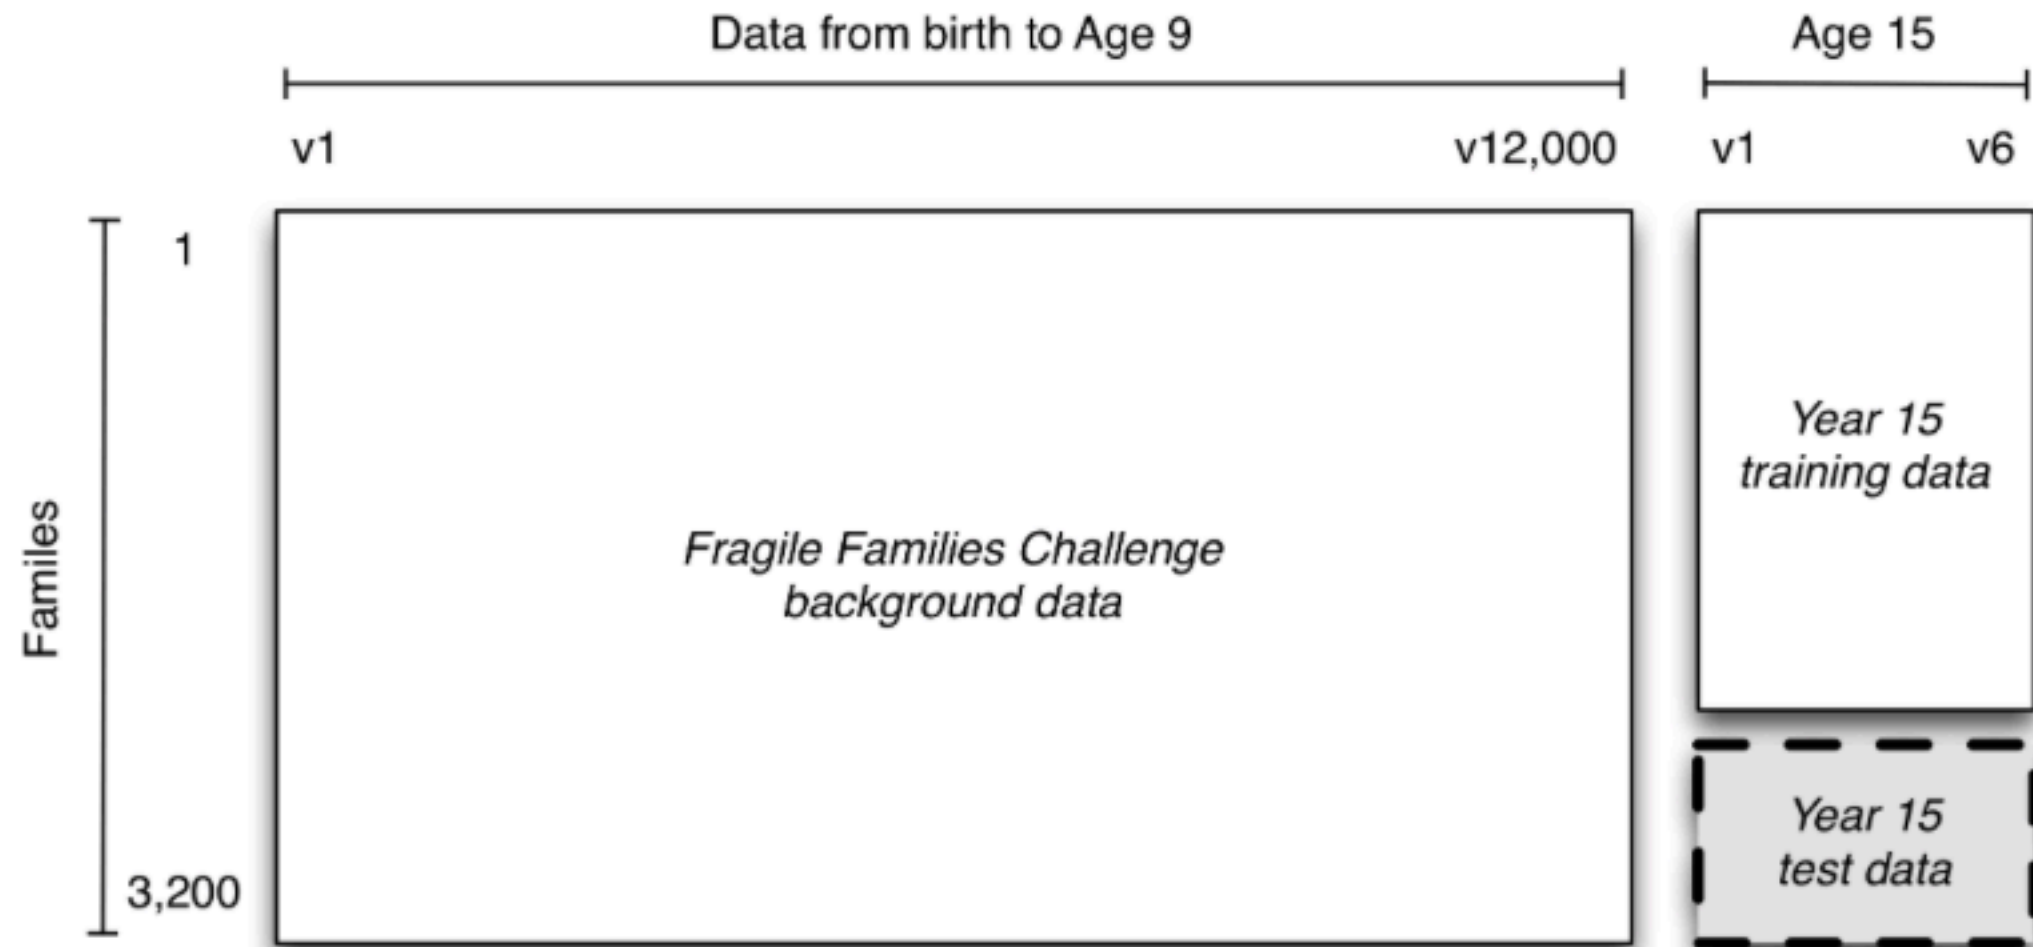 Data from birth to Age 9
Age 15
v1
v12,000
v1
v6
1
Familes
3,200
Fragile Families Challenge
background data
Year 15
training data
Year 15
test data